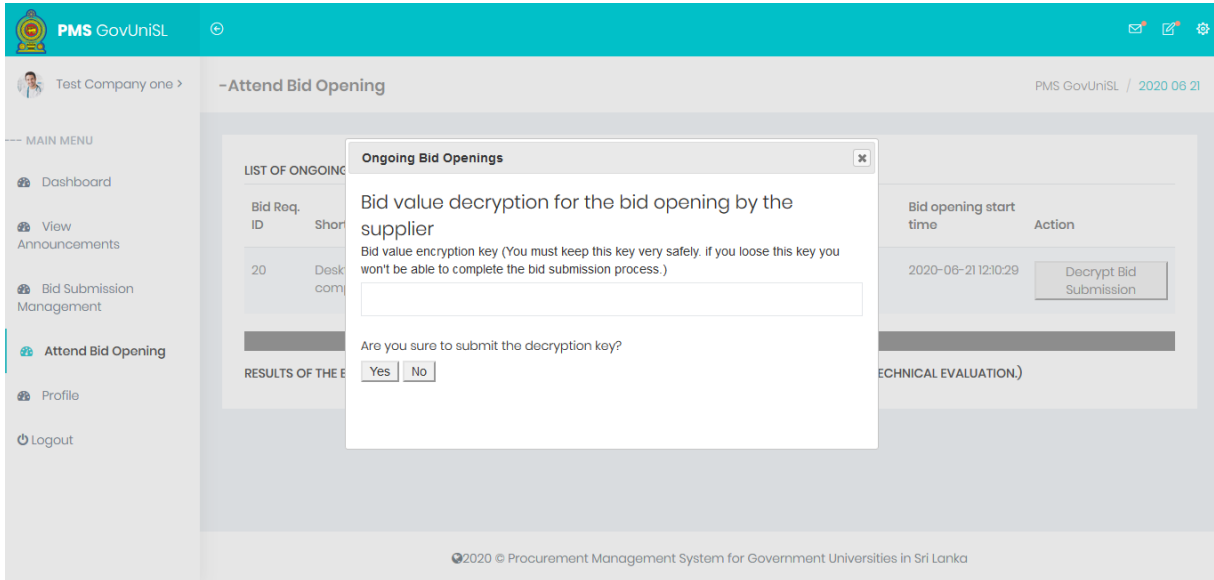 PMS GovUniSL
Test Company one >
-Attend Bid Opening
PMS GovUniSL / 2020 06 21
--- MAIN MENU
Dashboard
View
Announcements
Bid Submission
Management
Attend Bid Opening
Profile
Logout
LIST OF ONGOING
Bid Req.
ID
Short
Bid opening start
time
Action
20
Desk
comp
2020-06-21 12:10:29
Decrypt Bid
Submission
RESULTS OF THE
ECHNICAL EVALUATION.)
Ongoing Bid Openings
Bid value decryption for the bid opening by the
supplier
Bid value encryption key (You must keep this key very safely. if you loose this key you
won't be able to complete the bid submission process.)
Are you sure to submit the decryption key?
Yes No
2020 © Procurement Management System for Government Universities in Sri Lanka